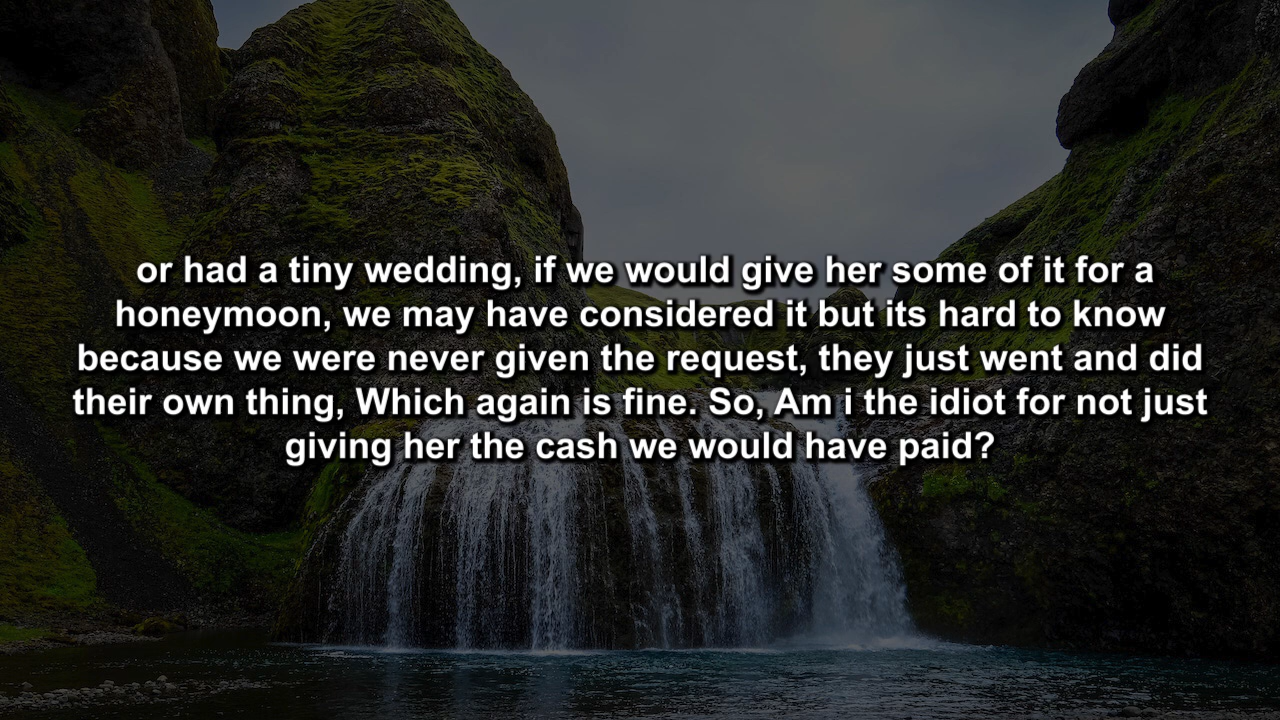 or had a tiny wedding, if we would give her some of it for a
honeymoon, we may have considered it but its hard to know
because we were never given the request, they just went and did
their own thing, Which again is fine. So, Am i the idiot for not just
giving her the cash we would have paid?